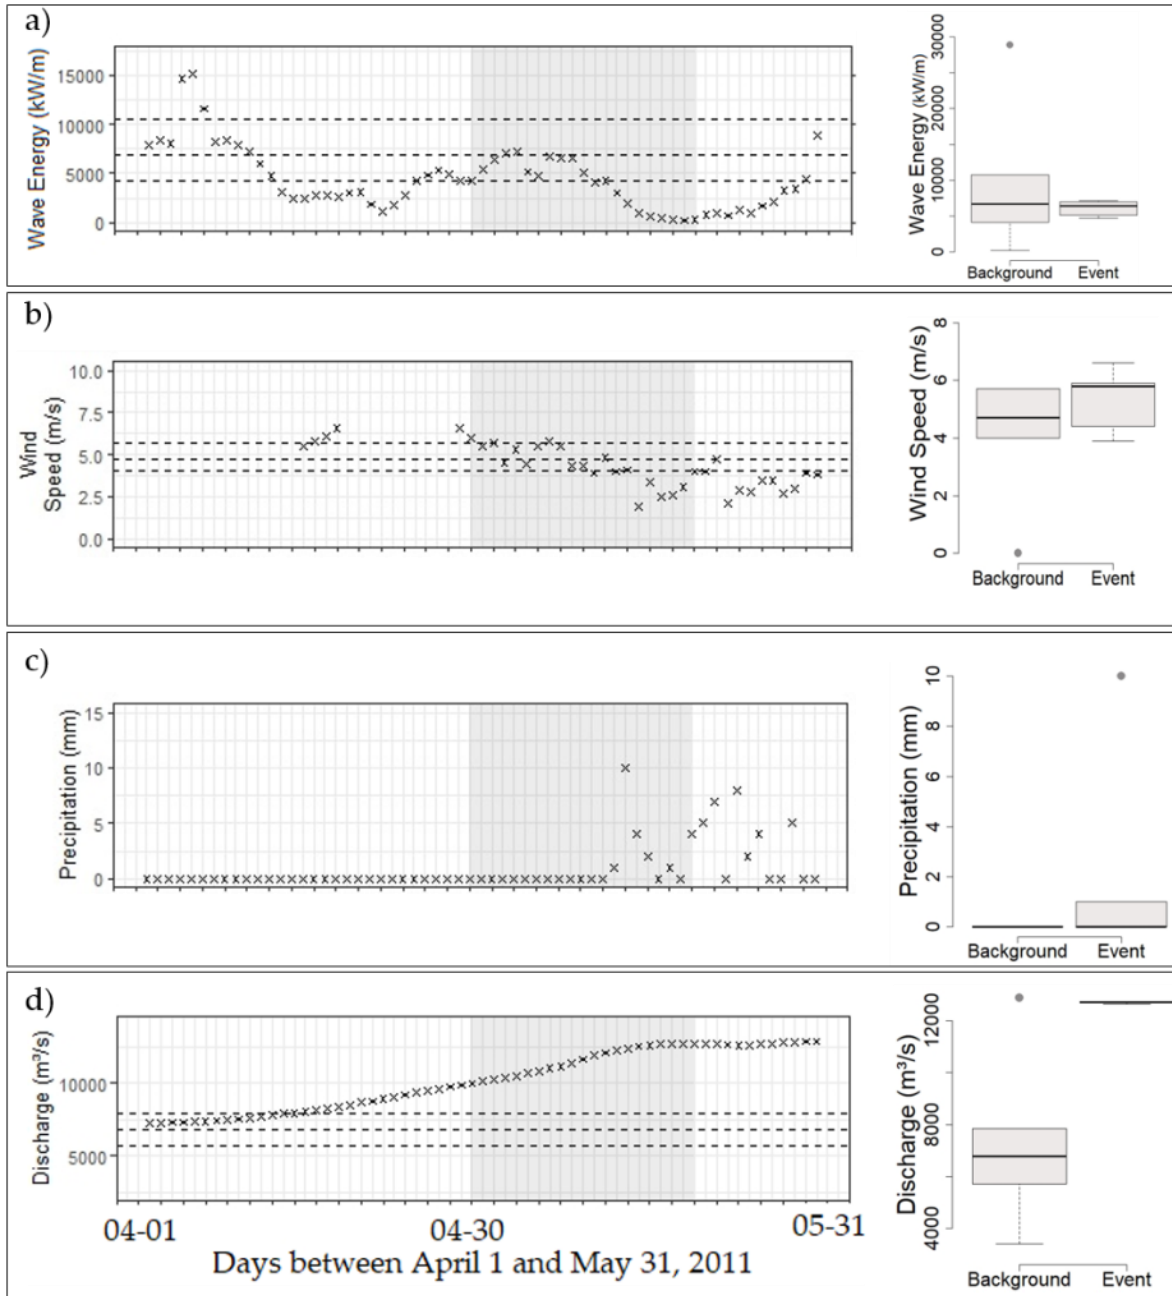 a)
Wave Energy (kW/m)
15000
10000
5000
0
Wave Energy (kW/m)
30000
20000
10000
0
Background Event
b)
Wind
Speed (m/s)
10.0
7.5
5.0
2.5
0.0
Wind Speed (m/s)
8
6
4
2
0
Background Event
c)
Precipitation (mm)
15
10
5
0
Precipitation (mm)
10
8
6
4
2
0
Background Event
d)
Discharge (m³/s)
10000
5000
04-01 04-30 05-31
Days between April 1 and May 31, 2011
Discharge (m³/s)
12000
8000
4000
Background Event